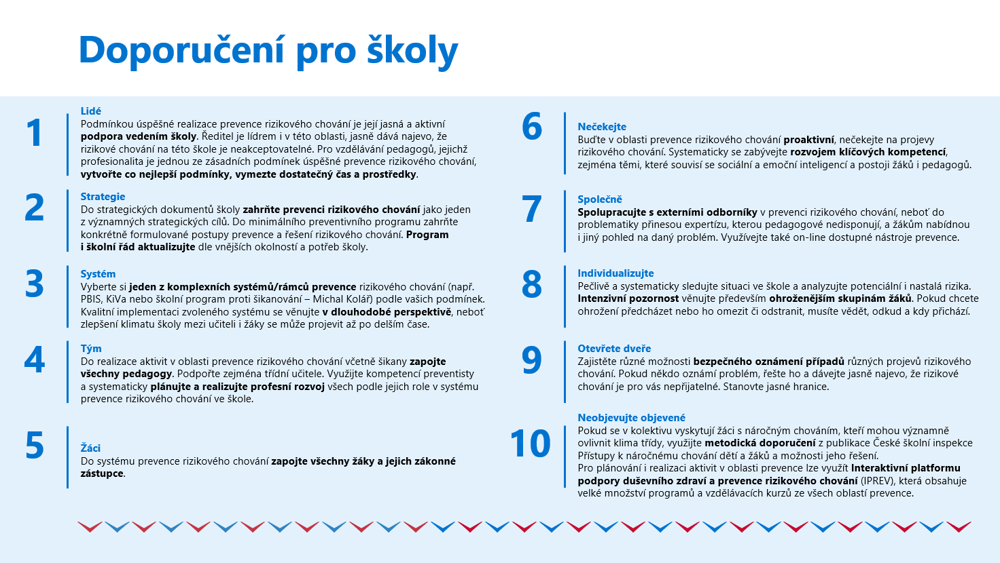 Doporučení pro školy
1
Lidé
Podmínkou úspěšné realizace prevence rizikového chování je její jasná a aktivní
podpora vedením školy. Ředitel je lídrem i v této oblasti, jasně dává najevo, že
rizikové chování na této škole je neakceptovatelné. Pro vzdělávání pedagogů, jejichž
profesionalita je jednou ze zásadních podmínek úspěšné prevence rizikového chování,
vytvořte co nejlepší podmínky, vymezte dostatečný čas a prostředky.
2
Strategie
Do strategických dokumentů školy zahrňte prevenci rizikového chování jako jeden
z významných strategických cílů. Do minimálního preventivního programu zahrňte
konkrétně formulované postupy prevence a řešení rizikového chování. Program
i školní řád aktualizujte dle vnějších okolností a potřeb školy.
3
Systém
Vyberte si jeden z komplexních systémů/rámců prevence rizikového chování (např.
PBIS, KiVa nebo školní program proti šikanování – Michal Kolář) podle vašich podmínek.
Kvalitní implementaci zvoleného systému se věnujte v dlouhodobé perspektivě, neboť
zlepšení klimatu školy mezi učiteli i žáky se může projevit až po delším čase.
4
Tým
Do realizace aktivit v oblasti prevence rizikového chování včetně šikany zapojte
všechny pedagogy. Podpořte zejména třídní učitele. Využijte kompetencí preventisty
a systematicky plánujte a realizujte profesní rozvoj všech podle jejich role v systému
prevence rizikového chování ve škole.
5
Žáci
Do systému prevence rizikového chování zapojte všechny žáky a jejich zákonné
zástupce.
6
Nečekejte
Buďte v oblasti prevence rizikového chování proaktivní, nečekejte na projevy
rizikového chování. Systematicky se zabývejte rozvojem klíčových kompetencí,
zejména těmi, které souvisí se sociální a emoční inteligencí a postoji žáků i pedagogů.
7
Společně
Spolupracujte s externími odborníky v prevenci rizikového chování, neboť do
problematiky přinesou expertízu, kterou pedagogové nedisponují, a žákům nabídnou
i jiný pohled na daný problém. Využívejte také on-line dostupné nástroje prevence.
8
Individualizujte
Pečlivě a systematicky sledujte situaci ve škole a analyzujte potenciální i nastalá rizika.
Intenzivní pozornost věnujte především ohroženějším skupinám žáků. Pokud chcete
ohrožení předcházet nebo ho omezit či odstranit, musíte vědět, odkud a kdy přichází.
9
Otevřete dveře
Zajistěte různé možnosti bezpečného oznámení případů různých projevů rizikového
chování. Pokud někdo oznámí problém, řešte ho a dávejte jasně najevo, že rizikové
chování je pro vás nepřijatelné. Stanovte jasné hranice.
10
Neobjevujte objevené
Pokud se v kolektivu vyskytují žáci s náročným chováním, kteří mohou významně
ovlivnit klima třídy, využijte metodická doporučení z publikace České školní inspekce
Přístupy k náročnému chování dětí a žáků a možnosti jeho řešení.
Pro plánování i realizaci aktivit v oblasti prevence lze využít Interaktivní platformu
podpory duševního zdraví a prevence rizikového chování (IPREV), která obsahuje
velké množství programů a vzdělávacích kurzů ze všech oblastí prevence.